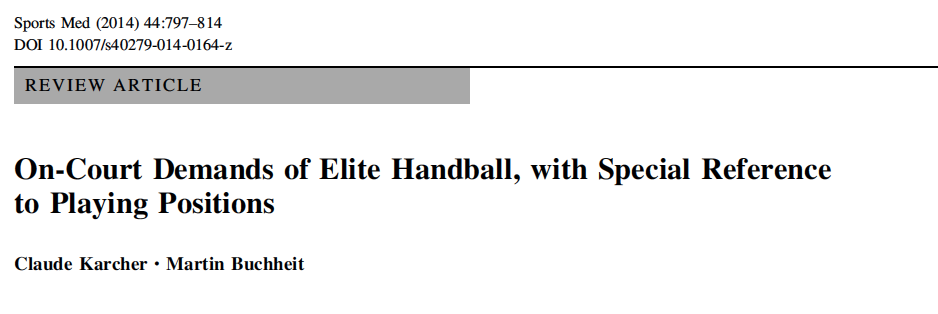 Sports Med (2014) 44:797–814
DOI 10.1007/s40279-014-0164-z
REVIEW ARTICLE
On-Court Demands of Elite Handball, with Special Reference
to Playing Positions
Claude Karcher · Martin Buchheit